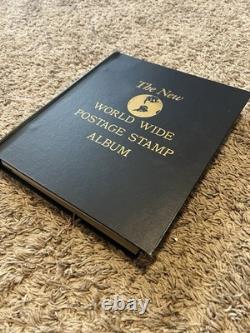 The New
WORLD WIDE
POSTAGE STAMP
ALBUM